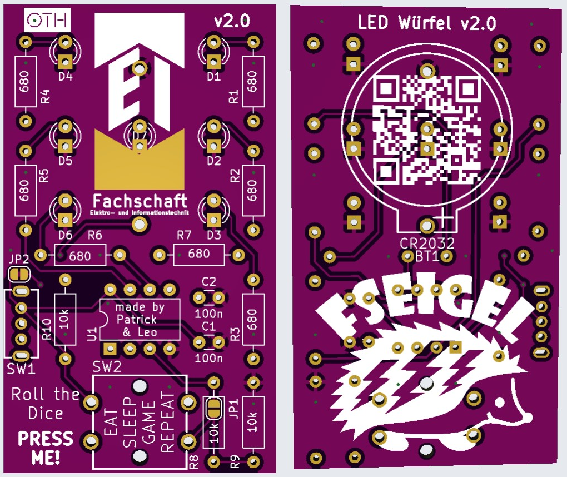 OTH
v2.0
D4
D1
680
680
R4
R1
EI
D5
D2
680
680
R5
R2
Fachschaft
Elektro- und Informationstechnik
D6
R6
R7
D3
680
680
JP2
C2
100n
R10
10k
U1
made by
Patrick
& Leo
C1
100n
680
R3
SW1
SW2
Roll the
Dice
PRESS
ME!
EAT
SLEEP
GAME
REPEAT
JP1
10k
10k
R8
R9
LED Würfel v2.0
+
CR2032
BT1
FSEIGEL